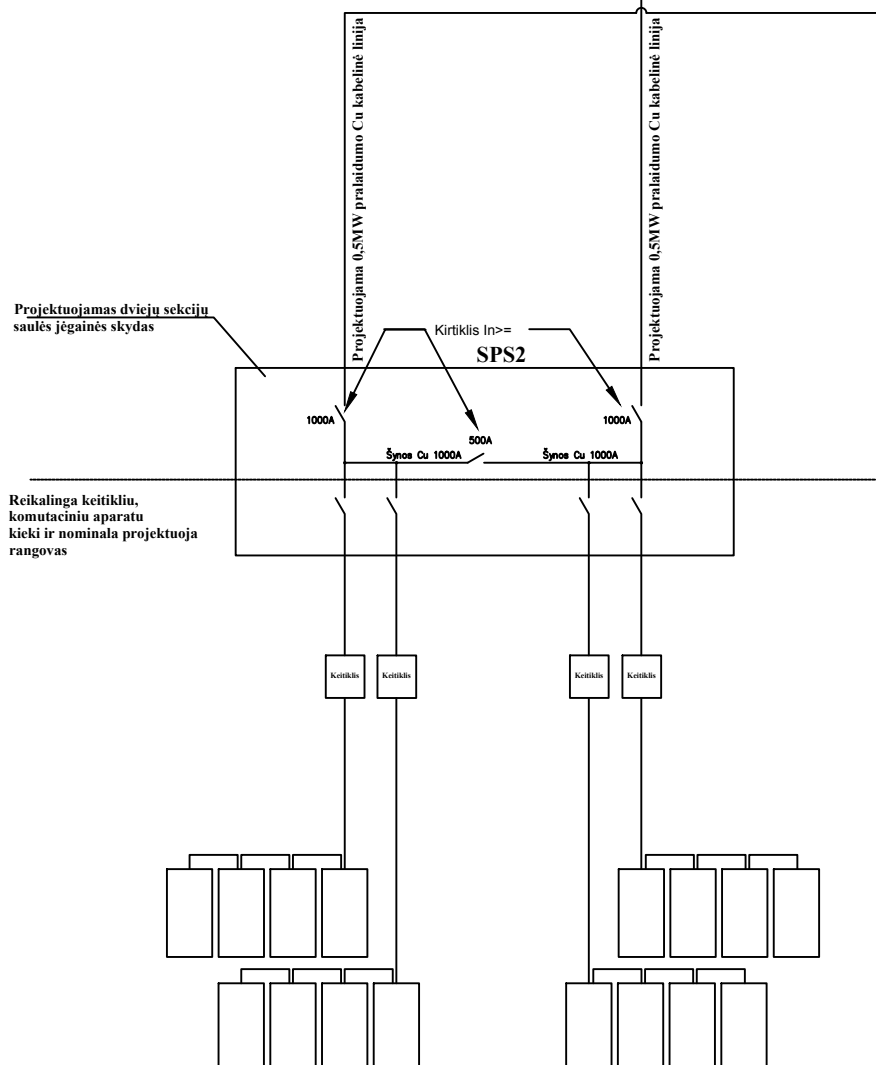 Projektuojama 0,5MW pralaidumo Cu kabelinė linija
Projektuojama 0,5MW pralaidumo Cu kabelinė linija
Projektuojamas dviejų sekcijų
saulės jėgainės skydas
Kirtiklis In>=
SPS2
1000A
1000A
500A
Šynos Cu 1000A
Šynos Cu 1000A
Reikalinga keitikliu,
komutaciniu aparatu
kieki ir nominala projektuoja
rangovas
Keitiklis
Keitiklis
Keitiklis
Keitiklis